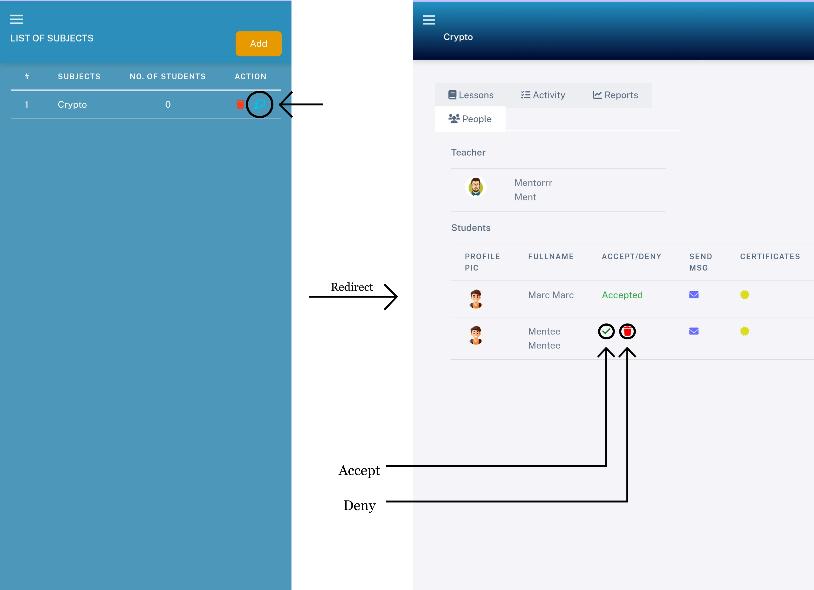 LIST OF SUBJECTS
Add
# SUBJECTS NO. OF STUDENTS ACTION
1 Crypto 0
Redirect
Crypto
Lessons Activity Reports
People
Teacher
Mentorrr
Ment
Students
PROFILE PIC FULLNAME ACCEPT/DENY SEND MSG CERTIFICATES
Marc Marc Accepted
Mentee
Mentee
Accept
Deny